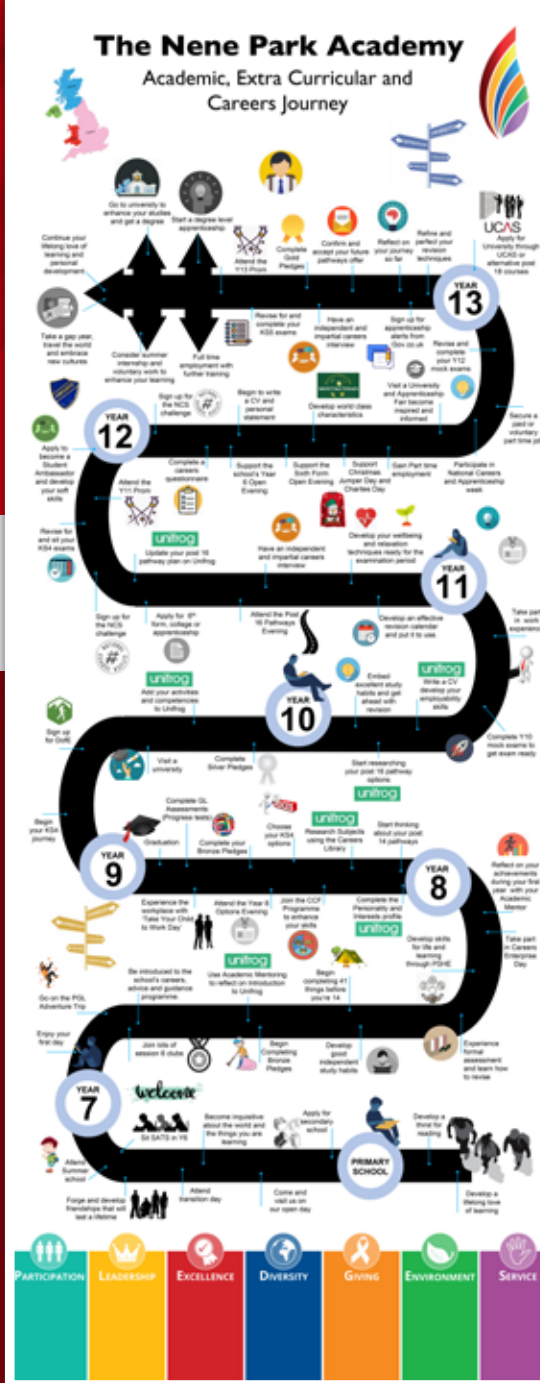 The Nene Park Academy
Academic, Extra Curricular and
Careers Journey
Go to university to
enhance your studies
and get a degree
Start a degree level
apprenticeship
Continue your
lifelong love of
learning and
personal
development
Attend the
Y13 Prom
Complete
Gold
Pledges
Confirm and
accept your future
pathways offer
Reflect on
your journey
so far
Refine and
perfect your
revision
techniques
UCAS
Apply for
University through
UCAS or
alternative post
18 courses
YEAR
13
Take a gap year,
travel the world
and embrace
new cultures
Consider summer
internship and
voluntary work to
enhance your learning
Full time
employment with
further training
Revise for and
complete your
KS5 exams
Have an
independent and
impartial careers
interview
Sign up for
apprenticeship
alerts from
Gov.co.uk
Revise and
complete
your Y12
mock exams
Sign up for
the NCS
challenge
Begin to write
a CV and
personal
statement
Develop world class
characteristics
Visit a University
and Apprenticeship
Fair become
inspired and
informed
Secure a
paid or
voluntary
part time job
YEAR
12
Apply to
become a
Student
Ambassador
and develop
your soft
skills
Attend the
Y11 Prom
Complete a
careers
questionnaire
Support the
school's Year
6 Open
Evening
Support the
Sixth Form
Open Evening
Support
Christmas
Jumper Day and
Charities Day
Gain Part time
employment
Participate in
National Careers
and Apprenticeship
week
Revise for
and sit your
KS4 exams
unifrog
Update your post 16
pathway plan on Unifrog
Have an independent
and impartial careers
interview
Develop your wellbeing
and relaxation
techniques ready for the
examination period
YEAR
11
Sign up for
the NCS
challenge
Apply for 6th
form, college or
apprenticeship
Attend the Post
16 Pathways
Evening
Develop an effective
revision calendar
and put it to use
Take part
in work
experience
unifrog
Add your activities
and competencies
to Unifrog
YEAR
10
Embed
excellent study
habits and get
ahead with
revision
unifrog
Write a CV
develop your
employability
skills
Sign up
for DofE
Visit a
university
Complete
Silver Pledges
Start researching
your post 16 pathway
options
unifrog
Complete Y10
mock exams to
get exam ready
Begin
your KS4
journey
Complete GL
Assessments
(Progress tests)
Graduation
Complete your
Bronze Pledges
Choose
your KS4
options
unifrog
Research Subjects
using the Careers
Library
Start thinking
about your post
14 pathways
YEAR
9
YEAR
8
Reflect on your
achievements
during your first
year with your
Academic
Mentor
Experience the
workplace with
'Take Your Child
to Work Day'
Attend the Year 8
Options Evening
Join the CCF
Programme
to enhance
your skills
Complete the
Personality and
Interests profile
unifrog
Develop skills
for life and
learning
through PSHE
Take part
in Careers
Enterprise
Day
Go on the PGL
Adventure Trip
Be introduced to the
school's careers,
advice and guidance
programme.
unifrog
Use Academic Mentoring
to reflect on introduction
to Unifrog
Begin
completing 41
things before
you're 14
Enjoy your
first day
Join lots of
session 6 clubs
Begin
Completing
Bronze
Pledges
Develop
good
independent
study habits
Experience
formal
assessment
and learn how
to revise
YEAR
7
welcome
Sit SATS in Y6
Become inquisitive
about the world and
the things you are
learning
Apply for
secondary
school
PRIMARY
SCHOOL
Develop a
thirst for
reading
Attend
Summer
school
Forge and develop
friendships that will
last a lifetime
Attend
transition day
Come and
visit us on
our open day
Develop a
lifelong love
of learning
PARTICIPATION
LEADERSHIP
EXCELLENCE
DIVERSITY
GIVING
ENVIRONMENT
SERVICE